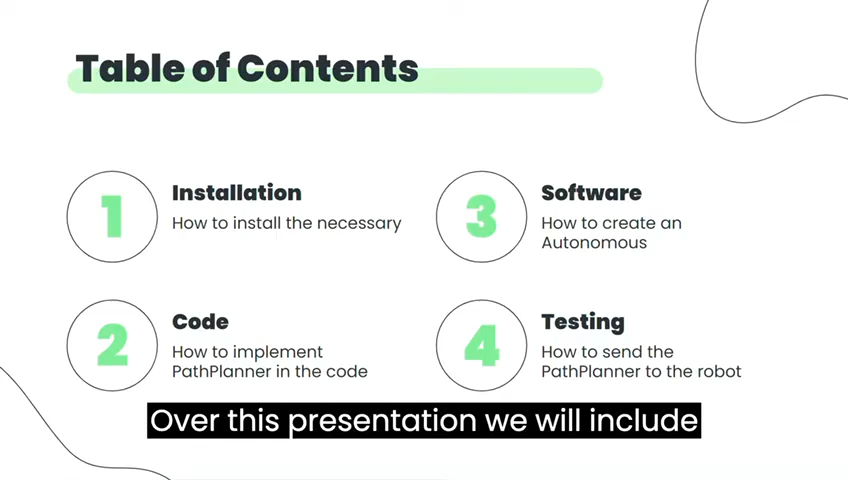 Table of Contents
1
Installation
How to install the necessary
2
Code
How to implement
PathPlanner in the code
3
Software
How to create an
Autonomous
4
Testing
How to send the
PathPlanner to the robot
Over this presentation we will include